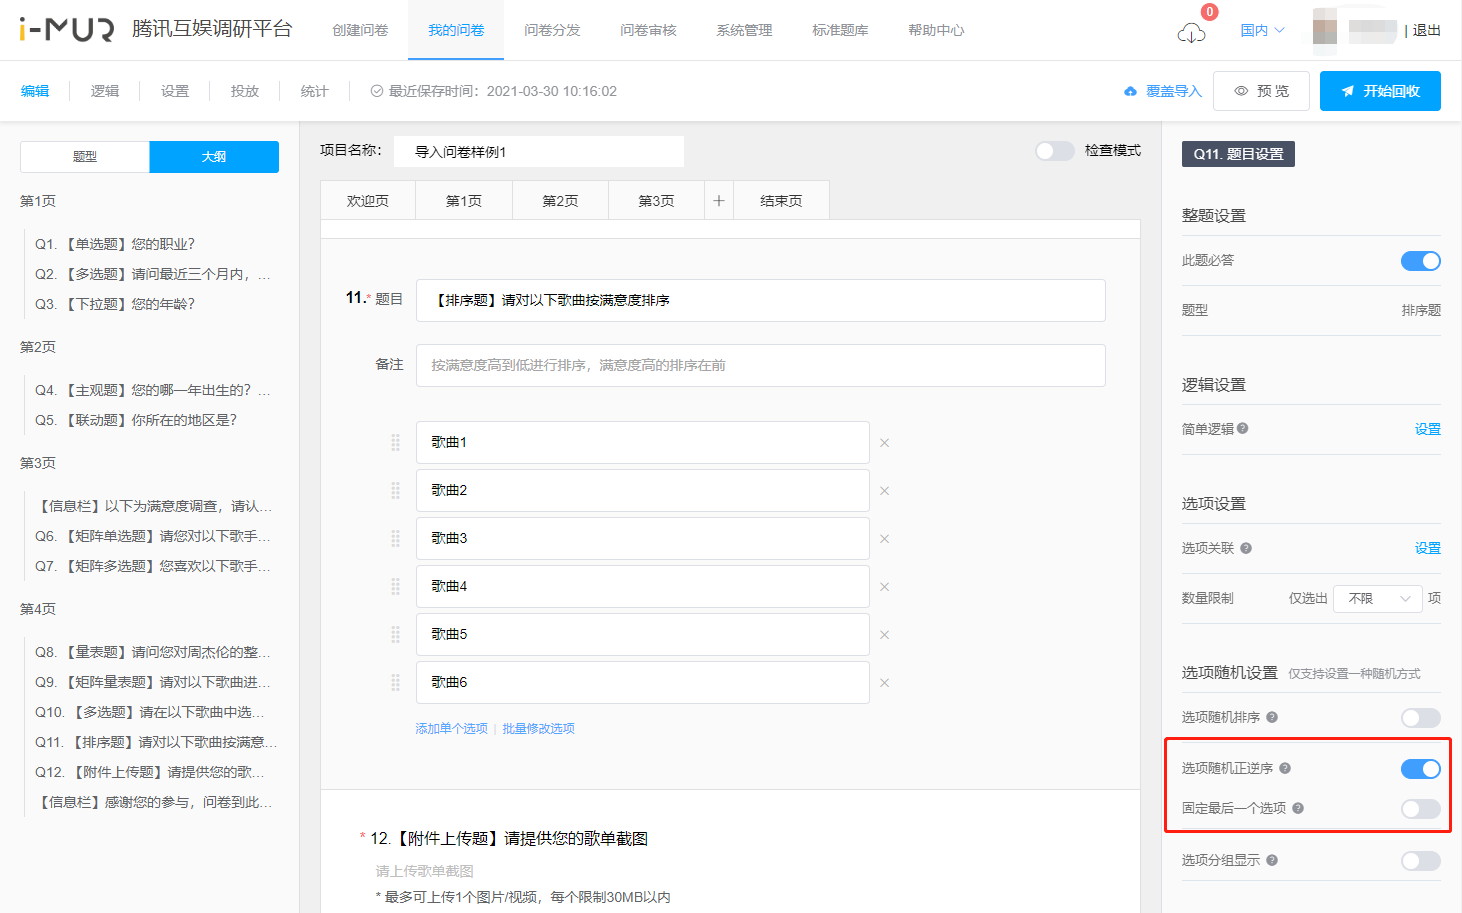 i-MUR 腾讯互娱调研平台 创建问卷 我的问卷 问卷分发 问卷审核 系统管理 标准题库 帮助中心 0 国内 | 退出
编辑 逻辑 设置 投放 统计 最近保存时间：2021-03-30 10:16:02 覆盖导入 预 览 开始回收
题型 大纲
第1页
Q1. 【单选题】您的职业？
Q2. 【多选题】请问最近三个月内，...
Q3. 【下拉题】您的年龄？
第2页
Q4. 【主观题】您的哪一年出生的？...
Q5. 【联动题】你所在的地区是？
第3页
【信息栏】以下为满意度调查，请认...
Q6. 【矩阵单选题】请您对以下歌手...
Q7. 【矩阵多选题】您喜欢以下歌手...
第4页
Q8. 【量表题】请问您对周杰伦的整...
Q9. 【矩阵量表题】请对以下歌曲进...
Q10. 【多选题】请在以下歌曲中选...
Q11. 【排序题】请对以下歌曲按满意...
Q12. 【附件上传题】请提供您的歌...
【信息栏】感谢您的参与，问卷到此...
项目名称： 导入问卷样例1 检查模式
欢迎页 第1页 第2页 第3页 + 结束页
11.* 题目 【排序题】请对以下歌曲按满意度排序
备注 按满意度高到低进行排序，满意度高的排序在前
歌曲1 ×
歌曲2 ×
歌曲3 ×
歌曲4 ×
歌曲5 ×
歌曲6 ×
添加单个选项 | 批量修改选项
* 12.【附件上传题】请提供您的歌单截图
请上传歌单截图
* 最多可上传1个图片/视频，每个限制30MB以内
Q11. 题目设置
整题设置
此题必答
题型 排序题
逻辑设置
简单逻辑 ? 设置
选项设置
选项关联 ? 设置
数量限制 仅选出 不限 项
选项随机设置 仅支持设置一种随机方式
选项随机排序 ?
选项随机正逆序 ?
固定最后一个选项 ?
选项分组显示 ?